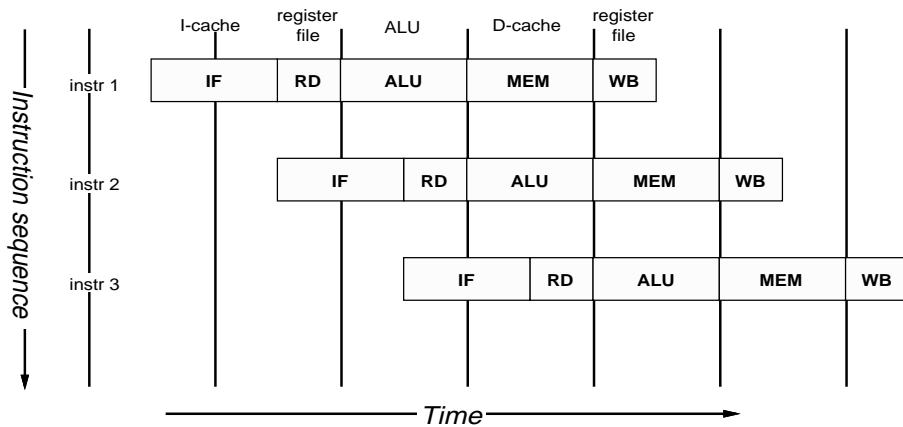 I-cache register file ALU D-cache register file
instr 1 IF RD ALU MEM WB
instr 2 IF RD ALU MEM WB
instr 3 IF RD ALU MEM WB
Instruction sequence
Time